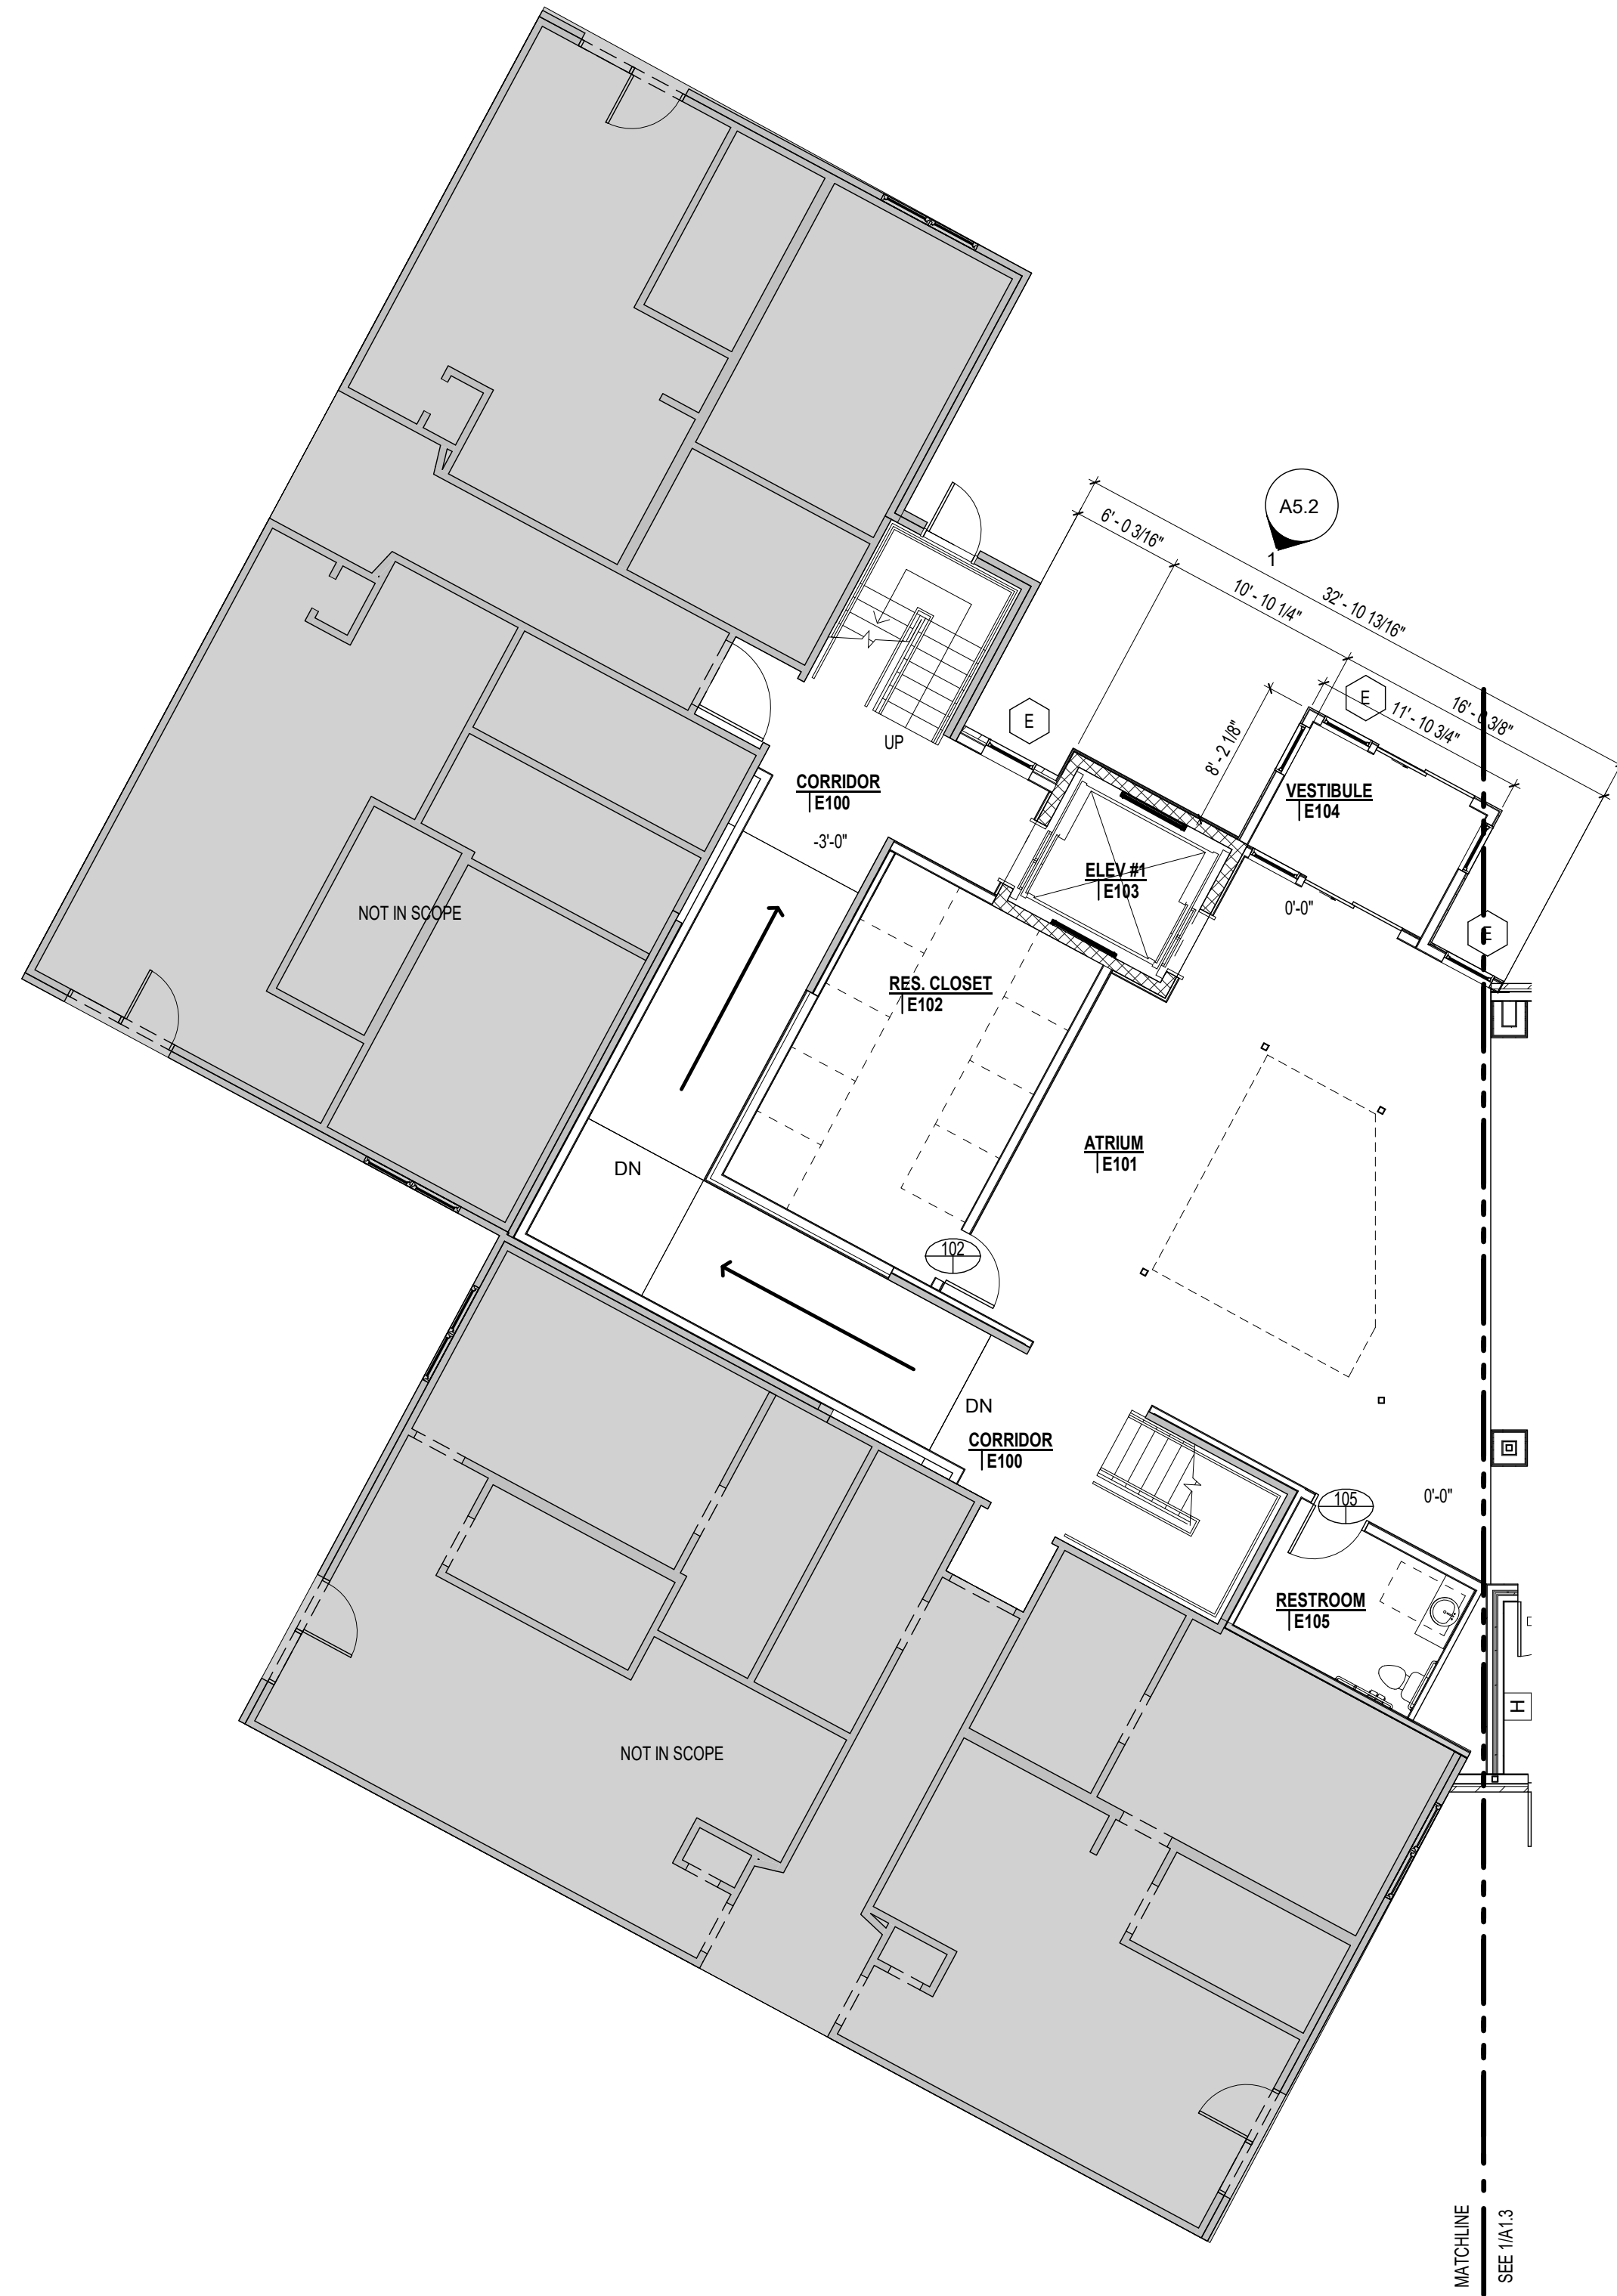 A5.2
1
6' - 0 3/16"
10' - 10 1/4"
32' - 10 13/16"
16' - 0 3/8"
11' - 10 3/4"
8' - 2 1/8"
E
E
E
UP
CORRIDOR
E100
-3'-0"
VESTIBULE
E104
ELEV #1
E103
0'-0"
NOT IN SCOPE
RES. CLOSET
E102
ATRIUM
E101
DN
102
DN
CORRIDOR
E100
105
0'-0"
RESTROOM
E105
H
NOT IN SCOPE
MATCHLINE
SEE 1/A1.3